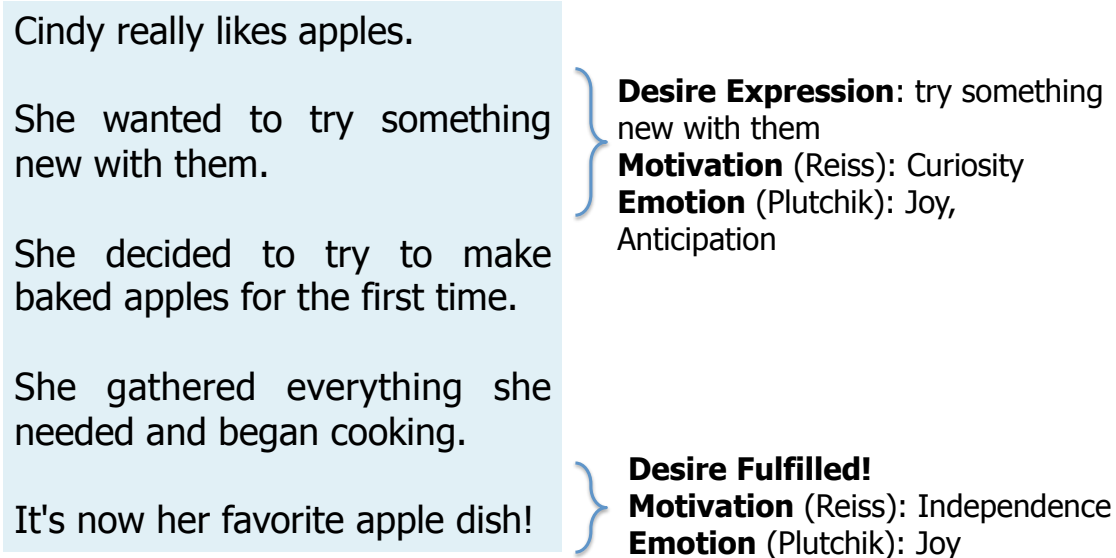 Cindy really likes apples.
She wanted to try something
new with them.
She decided to try to make
baked apples for the first time.
She gathered everything she
needed and began cooking.
It's now her favorite apple dish!
Desire Expression: try something
new with them
Motivation (Reiss): Curiosity
Emotion (Plutchik): Joy,
Anticipation
Desire Fulfilled!
Motivation (Reiss): Independence
Emotion (Plutchik): Joy